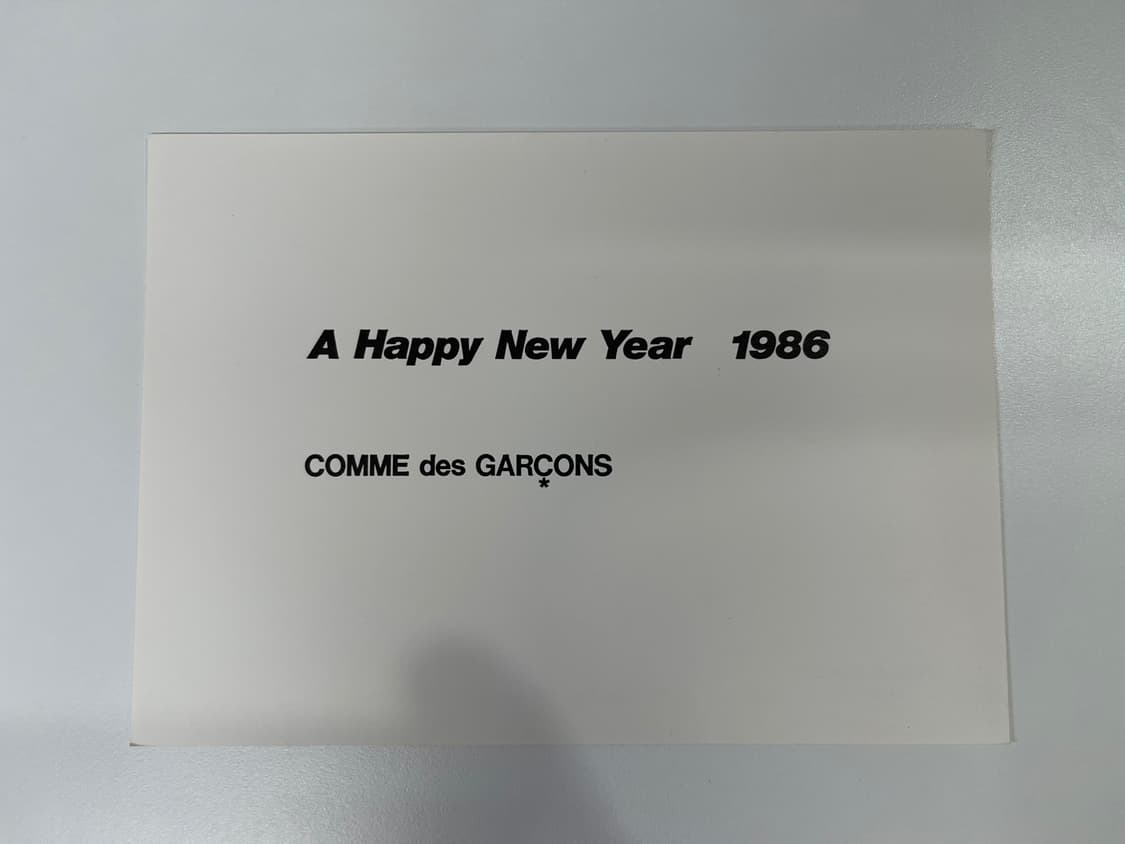 A Happy New Year 1986
COMME des GARÇONS
*